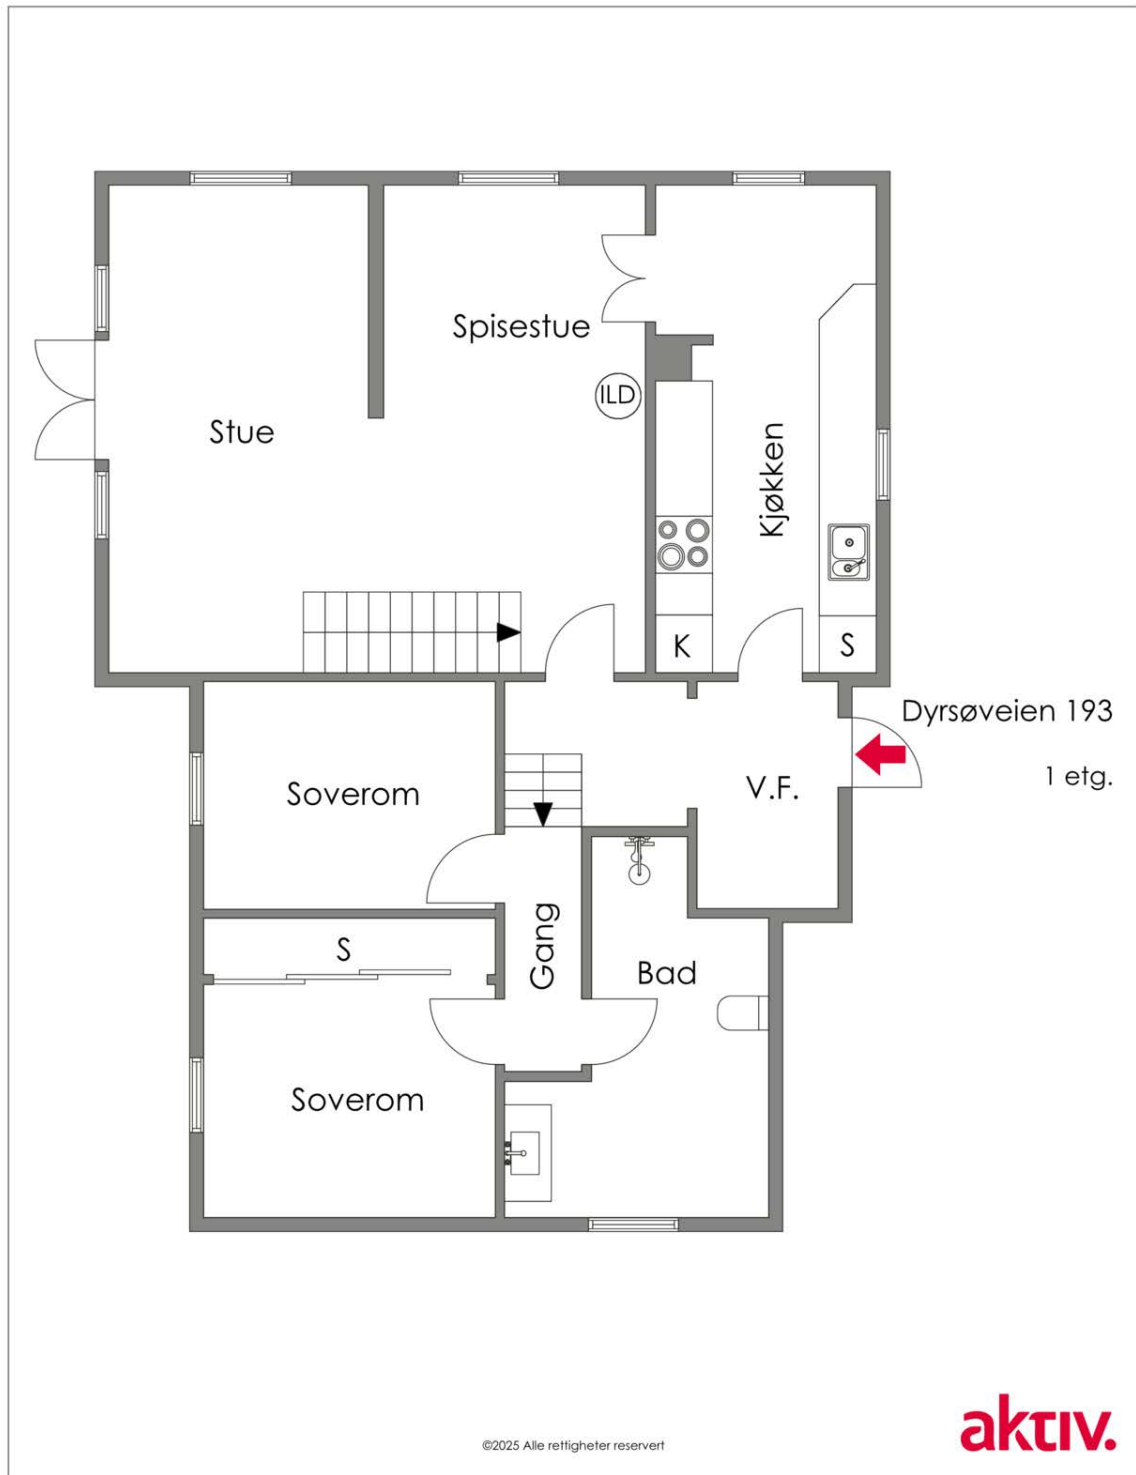 Spisestue
ILD
Stue
Kjøkken
K
S
Dyrsøveien 193
1 etg.
V.F.
Soverom
Gang
S
Bad
Soverom
©2025 Alle rettigheter reservert
aktiv.